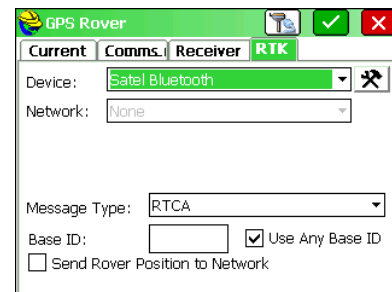 GPS Rover
Current Comms. Receiver RTK
Device: Satel Bluetooth
Network: None
Message Type: RTCA
Base ID: Use Any Base ID
Send Rover Position to Network